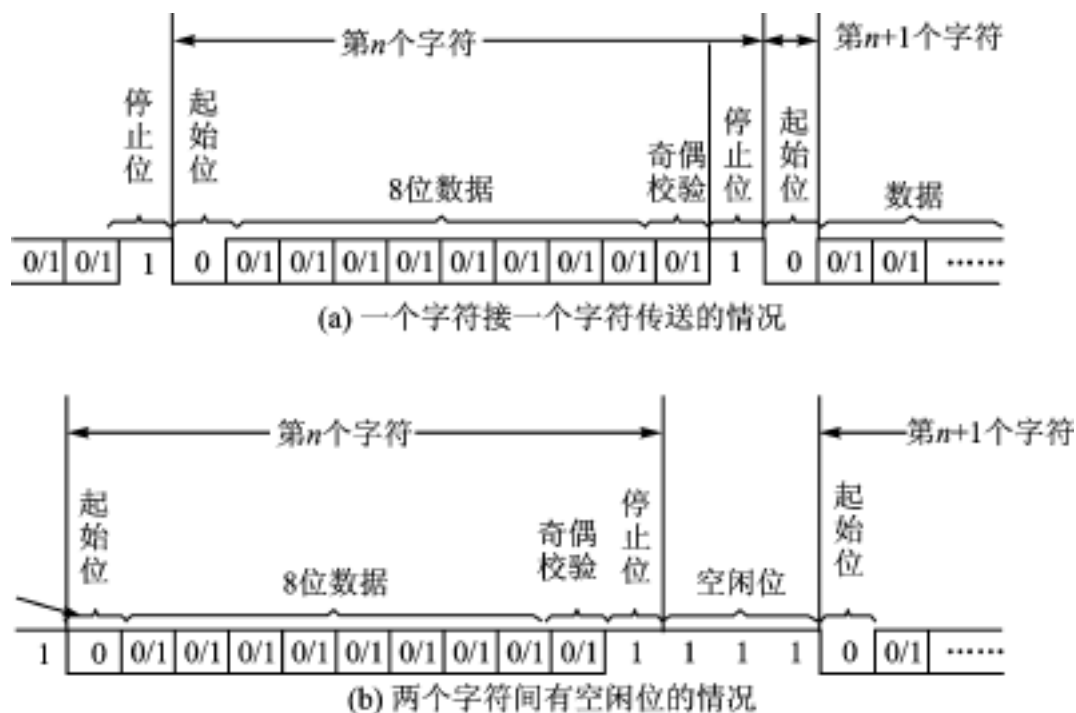 第n个字符
第n+1个字符
停止位
起始位
8位数据
奇偶校验
停止位
起始位
数据
0/1 0/1 1 0 0/1 0/1 0/1 0/1 0/1 0/1 0/1 0/1 0/1 1 0 0/1 0/1 ······
(a) 一个字符接一个字符传送的情况
第n个字符
第n+1个字符
起始位
8位数据
奇偶校验
停止位
空闲位
起始位
1 0 0/1 0/1 0/1 0/1 0/1 0/1 0/1 0/1 0/1 1 1 1 1 0 0/1 ······
(b) 两个字符间有空闲位的情况